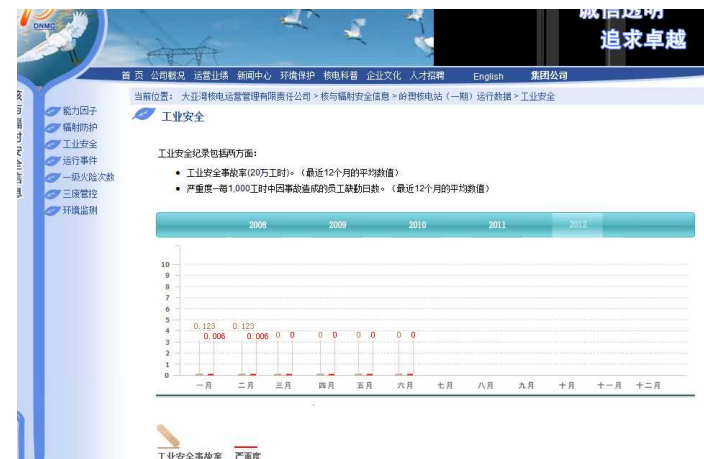 DNMC
诚信透明
追求卓越
首 页 公司概况 运营业绩 新闻中心 环境保护 核电科普 企业文化 人才招聘 English 集团公司
当前位置: 大亚湾核电运营管理有限责任公司>核与辐射安全信息>岭澳核电站(一期)运行数据>工业安全
核与辐射安全信息
能力因子
辐射防护
工业安全
运行事件
一级火险次数
三废管控
环境监测
工业安全
工业安全纪录包括两方面:
• 工业安全事故率(20万工时)。(最近12个月的平均数值)
• 严重度—每1,000工时中因事故造成的员工缺勤日数。(最近12个月的平均数值)
2008 2009 2010 2011 2012
10
9
8
7
6
5
4
3
2
1
0
0.123 0.123
0.006 0.006 0 0 0 0 0 0 0 0
一月 二月 三月 四月 五月 六月 七月 八月 九月 十月 十一月 十二月
工业安全事故率 严重度